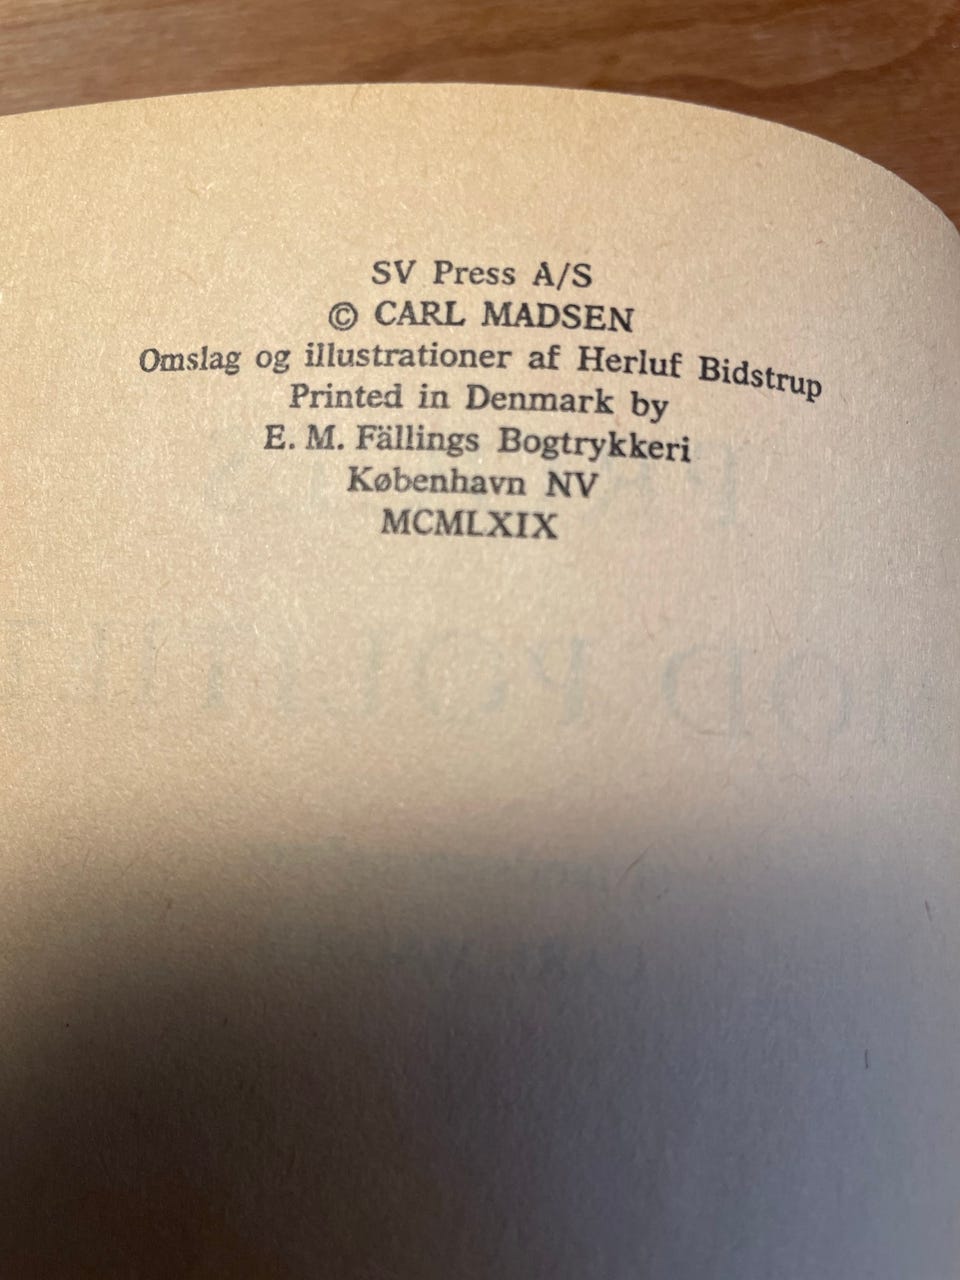 SV Press A/S
© CARL MADSEN
Omslag og illustrationer af Herluf Bidstrup
Printed in Denmark by
E. M. Fällings Bogtrykkeri
København NV
MCMLXIX